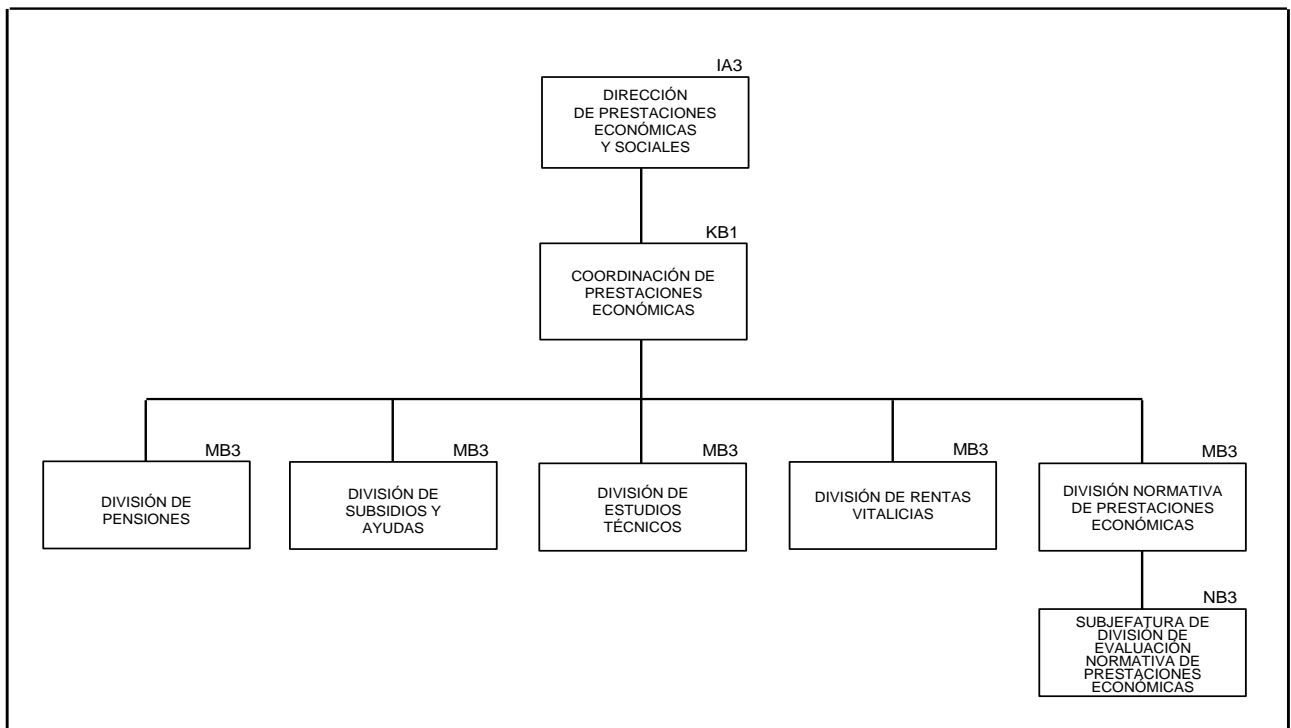 IA3
DIRECCIÓN
DE PRESTACIONES
ECONÓMICAS
Y SOCIALES
KB1
COORDINACIÓN DE
PRESTACIONES
ECONÓMICAS
MB3
DIVISIÓN DE
PENSIONES
MB3
DIVISIÓN DE
SUBSIDIOS Y
AYUDAS
MB3
DIVISIÓN DE
ESTUDIOS
TÉCNICOS
MB3
DIVISIÓN DE RENTAS
VITALICIAS
MB3
DIVISIÓN NORMATIVA
DE PRESTACIONES
ECONÓMICAS
NB3
SUBJEFATURA DE
DIVISIÓN DE
EVALUACIÓN
NORMATIVA DE
PRESTACIONES
ECONÓMICAS